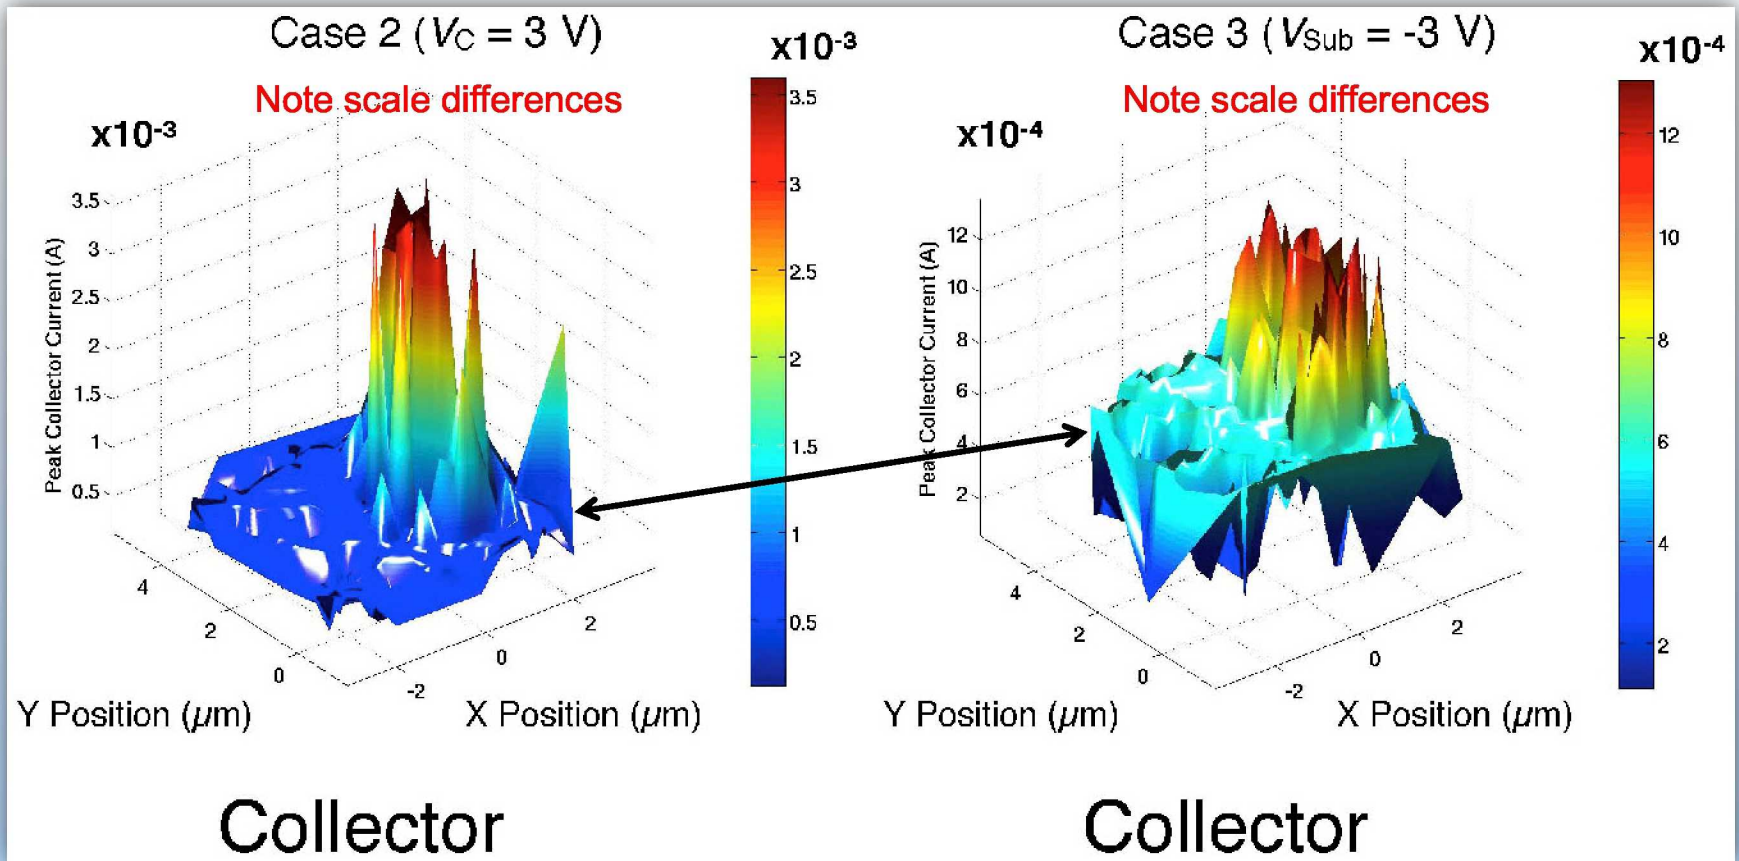 Case 2 (VC = 3 V)
x10-3
Note scale differences
x10-3
3.5
3
2.5
2
1.5
1
0.5
Peak Collector Current (A)
4
2
0
-2
0
2
Y Position (µm)
X Position (µm)
3.5
3
2.5
2
1.5
1
0.5
Collector
Case 3 (VSub = -3 V)
x10-4
Note scale differences
x10-4
12
10
8
6
4
2
Peak Collector Current (A)
4
2
0
-2
0
2
Y Position (µm)
X Position (µm)
12
10
8
6
4
2
Collector